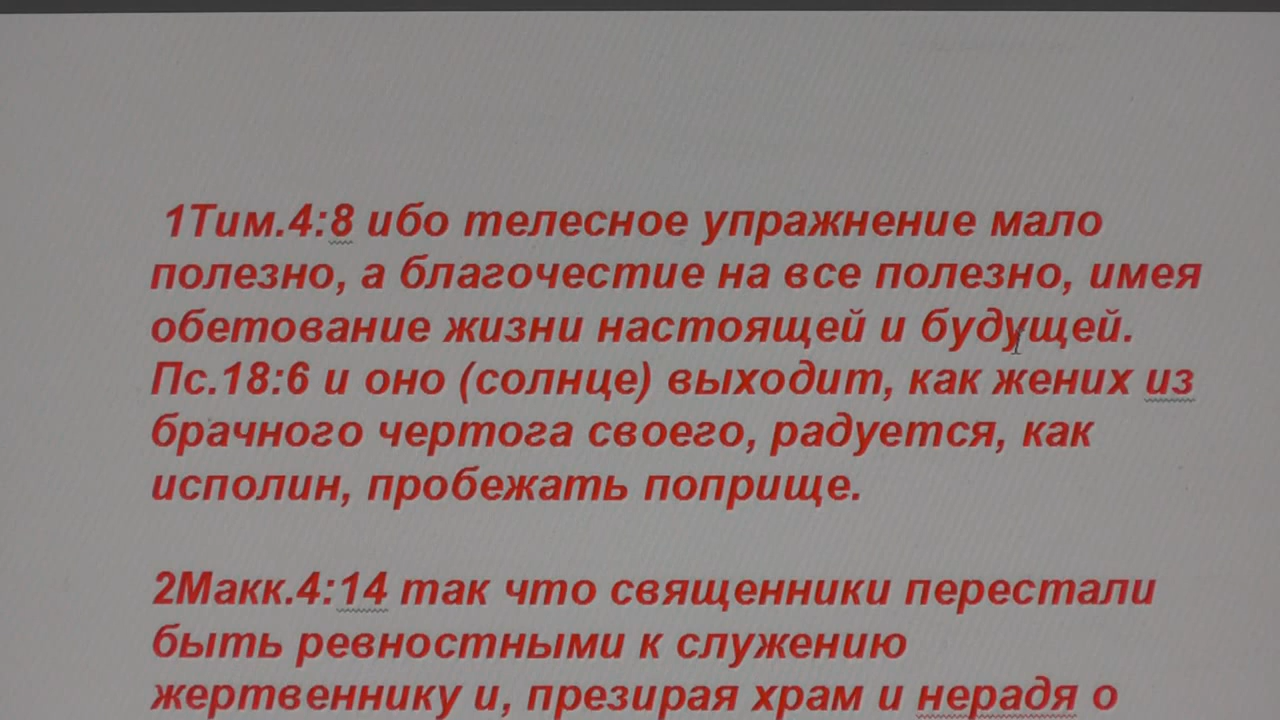 1Тим.4:8 ибо телесное упражнение мало
полезно, а благочестие на все полезно, имея
обетование жизни настоящей и будущей.
Пс.18:6 и оно (солнце) выходит, как жених из
брачного чертога своего, радуется, как
исполин, пробежать поприще.
2Макк.4:14 так что священники перестали
быть ревностными к служению
жертвеннику и, презирая храм и нерадя о